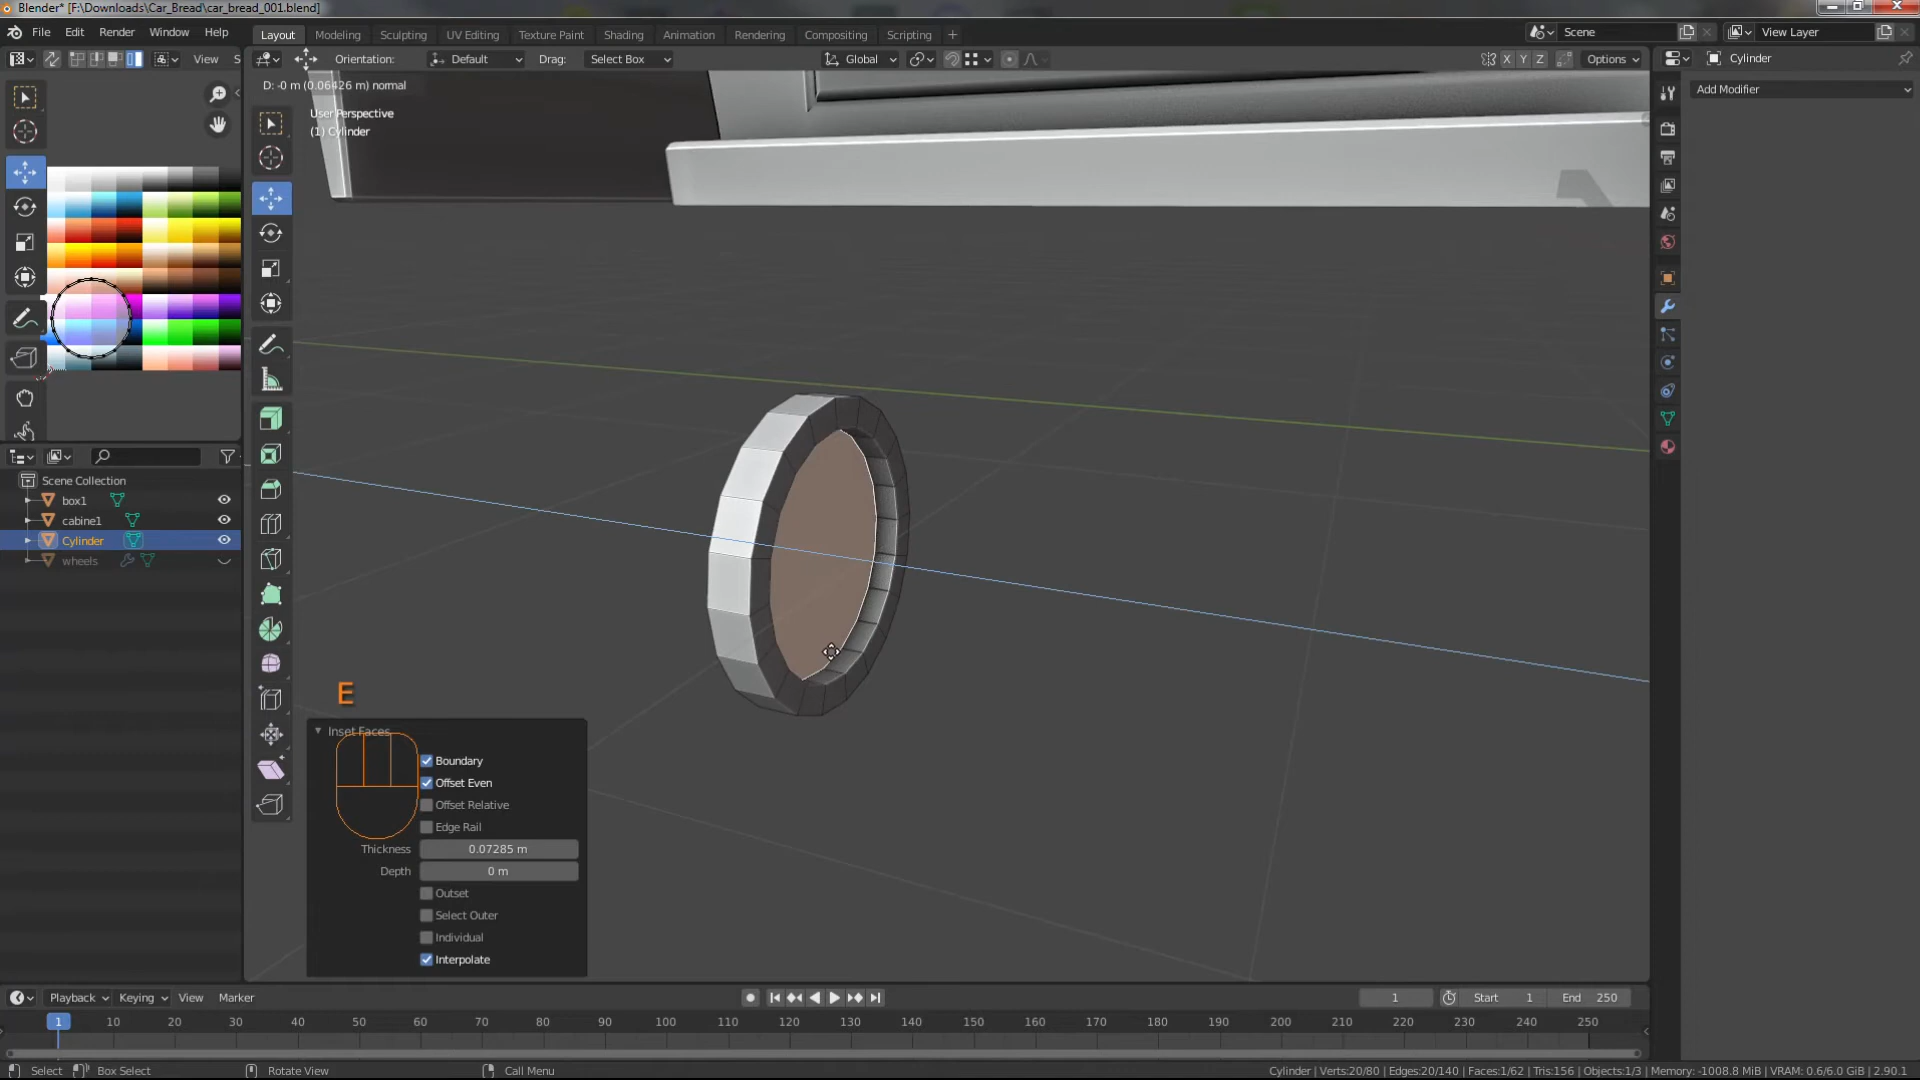 Blender* [F:\Downloads\Car_Bread\car_bread_001.blend]
File Edit Render Window Help
Layout Modeling Sculpting UV Editing Texture Paint Shading Animation Rendering Compositing Scripting +
Scene
View Layer
View S
Orientation: Default Drag: Select Box
Global
X Y Z Options
Cylinder
D: -0 m (0.06426 m) normal
User Perspective
(1) Cylinder
Add Modifier
Scene Collection
box1
cabine1
Cylinder
wheels
E
Inset Faces
Boundary
Offset Even
Offset Relative
Edge Rail
Thickness 0.07285 m
Depth 0 m
Outset
Select Outer
Individual
Interpolate
Playback Keying View Marker
1 Start 1 End 250
1 10 20 30 40 50 60 70 80 90 100 110 120 130 140 150 160 170 180 190 200 210 220 230 240 250
Select Box Select Rotate View Call Menu
Cylinder | Verts:20/80 | Edges:20/140 | Faces:1/62 | Tris:156 | Objects:1/3 | Memory: -1008.8 MiB | VRAM: 0.6/6.0 GiB | 2.90.1